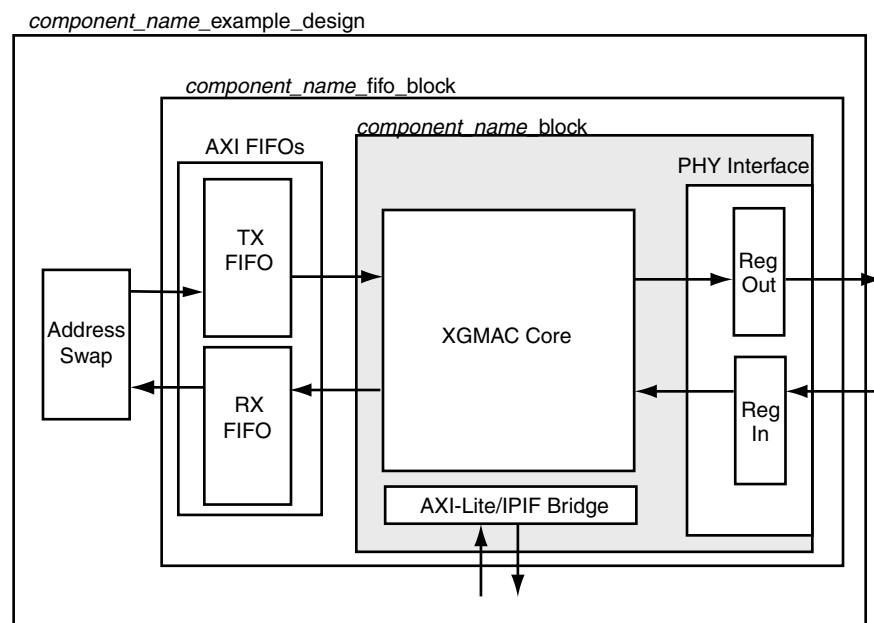 component_name_example_design
component_name_fifo_block
component_name_block
AXI FIFOs
PHY Interface
TX
FIFO
Reg
Out
Address
Swap
XGMAC Core
RX
FIFO
Reg
In
AXI-Lite/IPIF Bridge